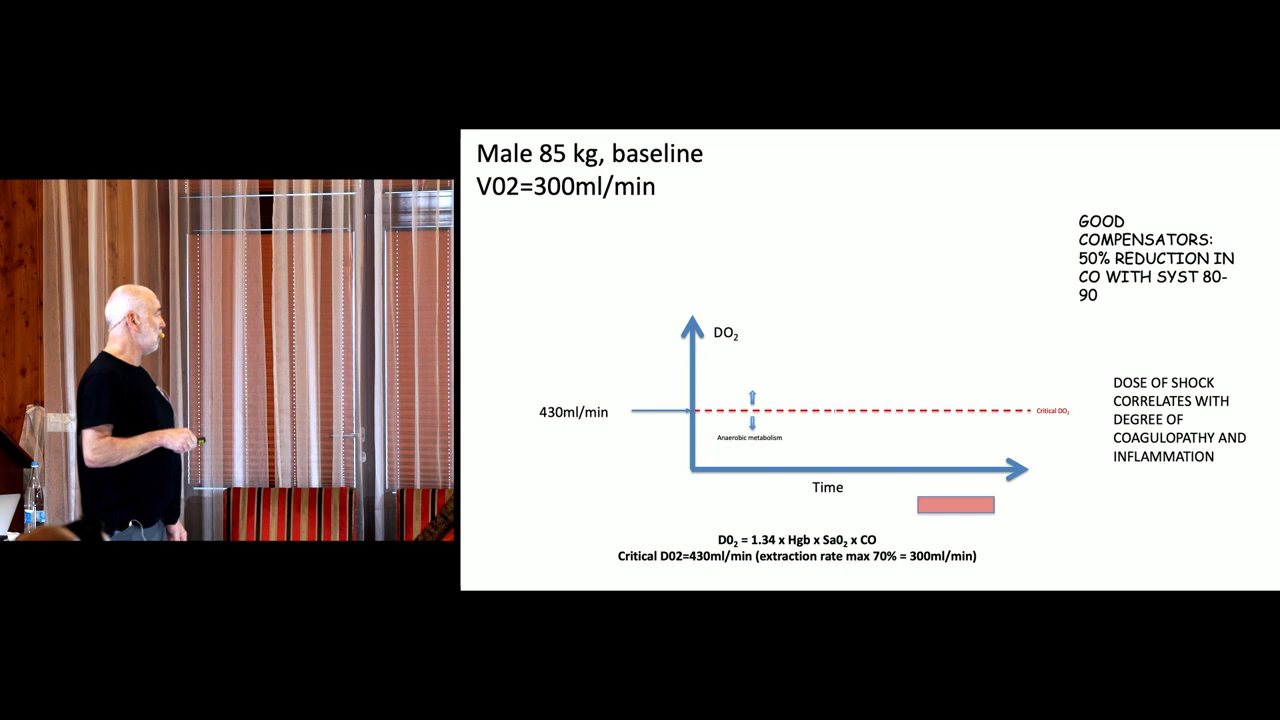 Male 85 kg, baseline
V02=300ml/min
GOOD
COMPENSATORS:
50% REDUCTION IN
CO WITH SYST 80-
90
DO₂
430ml/min
Critical DO₂
Anaerobic metabolism
DOSE OF SHOCK
CORRELATES WITH
DEGREE OF
COAGULOPATHY AND
INFLAMMATION
Time
D0₂ = 1.34 x Hgb x Sa0₂ x CO
Critical D02=430ml/min (extraction rate max 70% = 300ml/min)